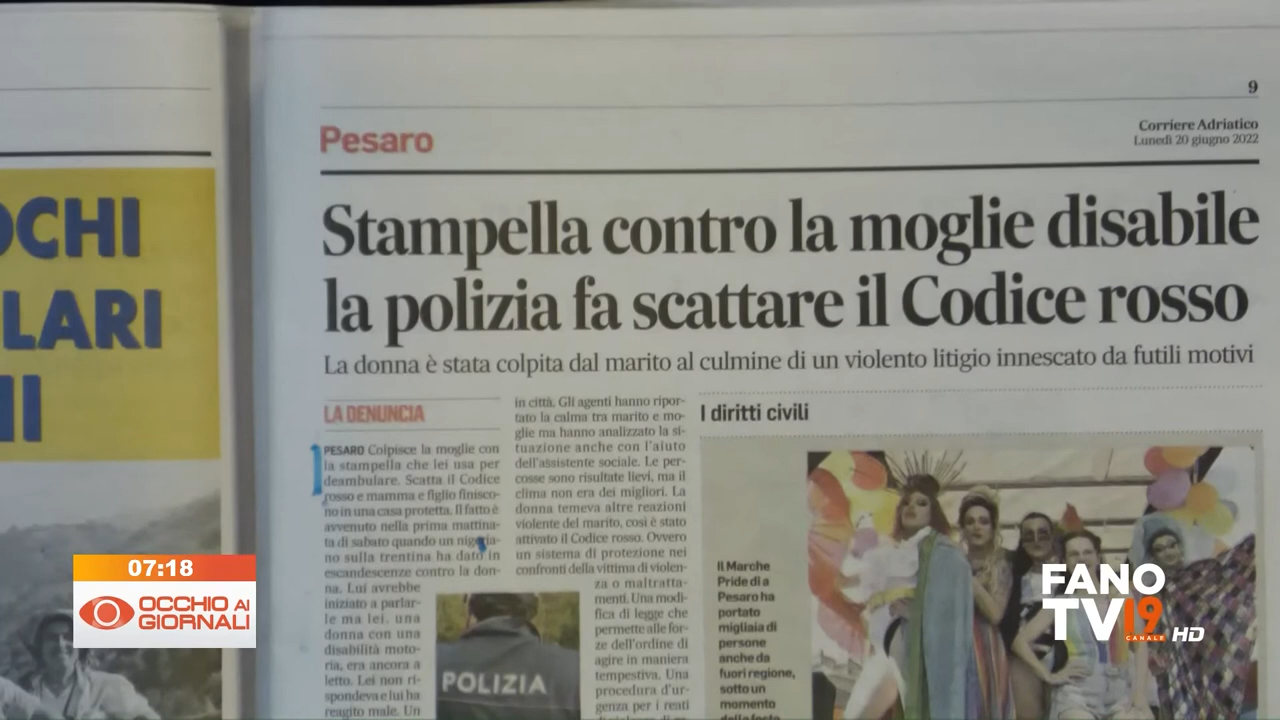 OCHI
LARI
9
Pesaro
Corriere Adriatico
Lunedì 20 giugno 2022
Stampella contro la moglie disabile
la polizia fa scattare il Codice rosso
La donna è stata colpita dal marito al culmine di un violento litigio innescato da futili motivi
LA DENUNCIA
PESARO Colpisce la moglie con
la stampella che lei usa per
deambulare. Scatta il Codice
rosso e mamma e figlio finisco-
no in una casa protetta. Il fatto è
avvenuto nella prima mattina-
ta di sabato quando un nigeria-
no sulla trentina ha dato in
escandescenze contro la don-
na. Lui avrebbe
iniziato a parlar-
le ma lei, una
donna con una
disabilità moto-
ria, era ancora a
letto. Lei non ri-
spondeva e lui ha
reagito male. Un
in città. Gli agenti hanno ripor-
tato la calma tra marito e mo-
glie ma hanno analizzato la si-
tuazione anche con l'aiuto
dell'assistente sociale. Le per-
cosse sono risultate lievi, ma il
clima non era dei migliori. La
donna temeva altre reazioni
violente del marito, così è stato
attivato il Codice rosso. Ovvero
un sistema di protezione nei
confronti della vittima di violen-
za o maltratta-
menti. Una modi-
fica di legge che
permette alle for-
ze dell'ordine di
agire in maniera
tempestiva. Una
procedura d'ur-
genza per i reati
POLIZIA
I diritti civili
Il Marche
Pride di a
Pesaro ha
portato
migliaia di
persone
anche da
fuori regione,
sotto un
momento
della festa
07:18
OCCHIO AI
GIORNALI
FANO
TV19
CANALE HD